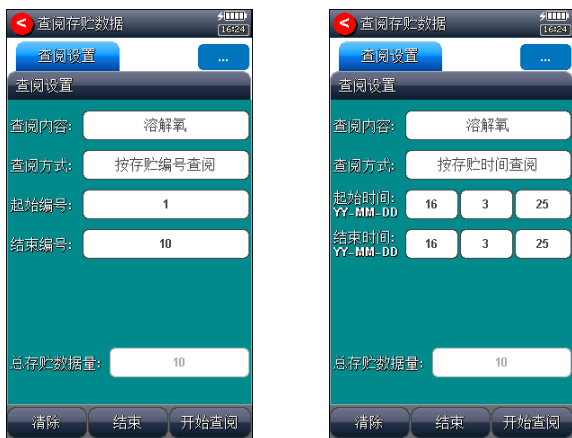 < 查阅存贮数据
16:24
查阅设置
...
查阅设置
查阅内容: 溶解氧
查阅方式: 按存贮编号查阅
起始编号: 1
结束编号: 10
总存贮数据量: 10
清除 结束 开始查阅
< 查阅存贮数据
16:24
查阅设置
...
查阅设置
查阅内容: 溶解氧
查阅方式: 按存贮时间查阅
起始时间: 16 3 25
YY-MM-DD
结束时间: 16 3 25
YY-MM-DD
总存贮数据量: 10
清除 结束 开始查阅